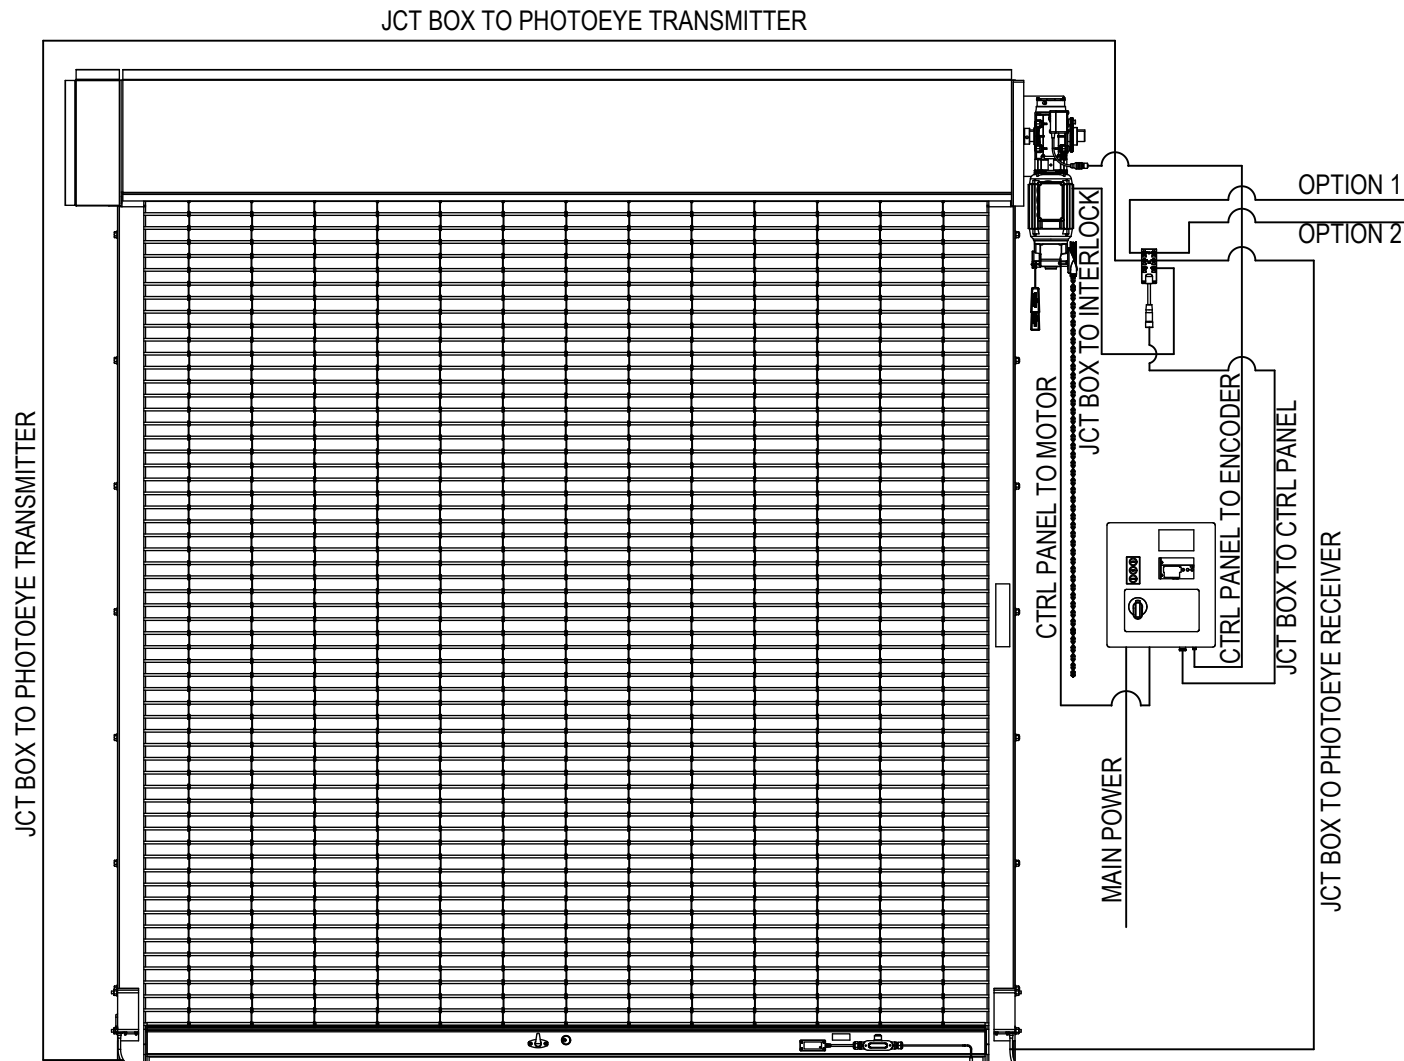 JCT BOX TO PHOTOEYE TRANSMITTER
OPTION 1
OPTION 2
JCT BOX TO INTERLOCK
CTRL PANEL TO MOTOR
CTRL PANEL TO ENCODER
JCT BOX TO CTRL PANEL
JCT BOX TO PHOTOEYE TRANSMITTER
JCT BOX TO PHOTOEYE RECEIVER
MAIN POWER